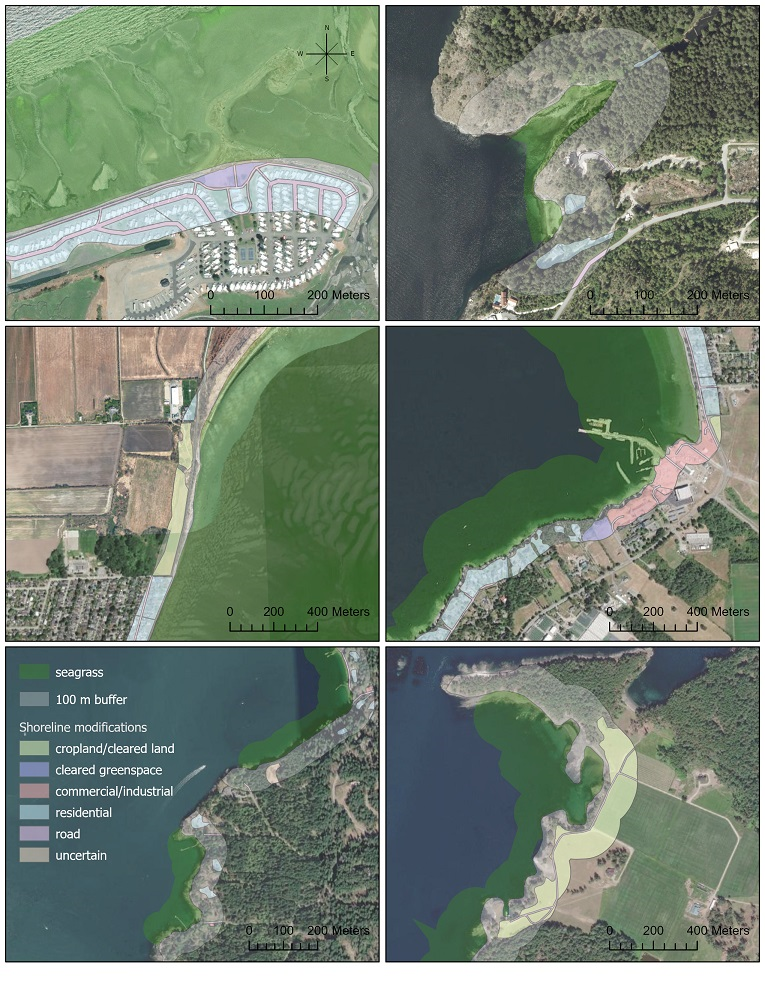 N
W E
S
0 100 200 Meters
0 100 200 Meters
0 200 400 Meters
0 200 400 Meters
seagrass
100 m buffer
Shoreline modifications
cropland/cleared land
cleared greenspace
commercial/industrial
residential
road
uncertain
0 100 200 Meters
0 200 400 Meters